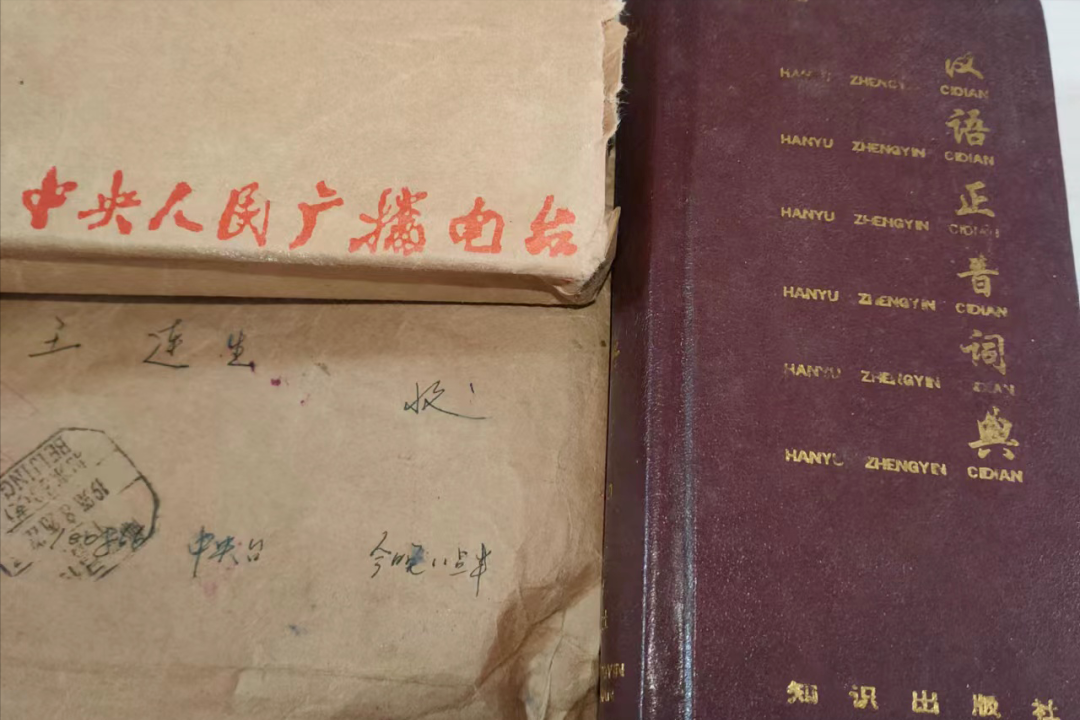 中央人民广播电台
王连生
收
BEIJING
中央台 今晚11点半
汉
HANYU ZHENGYIN CIDIAN
语
HANYU ZHENGYIN CIDIAN
正
HANYU ZHENGYIN CIDIAN
音
HANYU ZHENGYIN CIDIAN
词
HANYU ZHENGYIN CIDIAN
典
HANYU ZHENGYIN CIDIAN
知识出版社